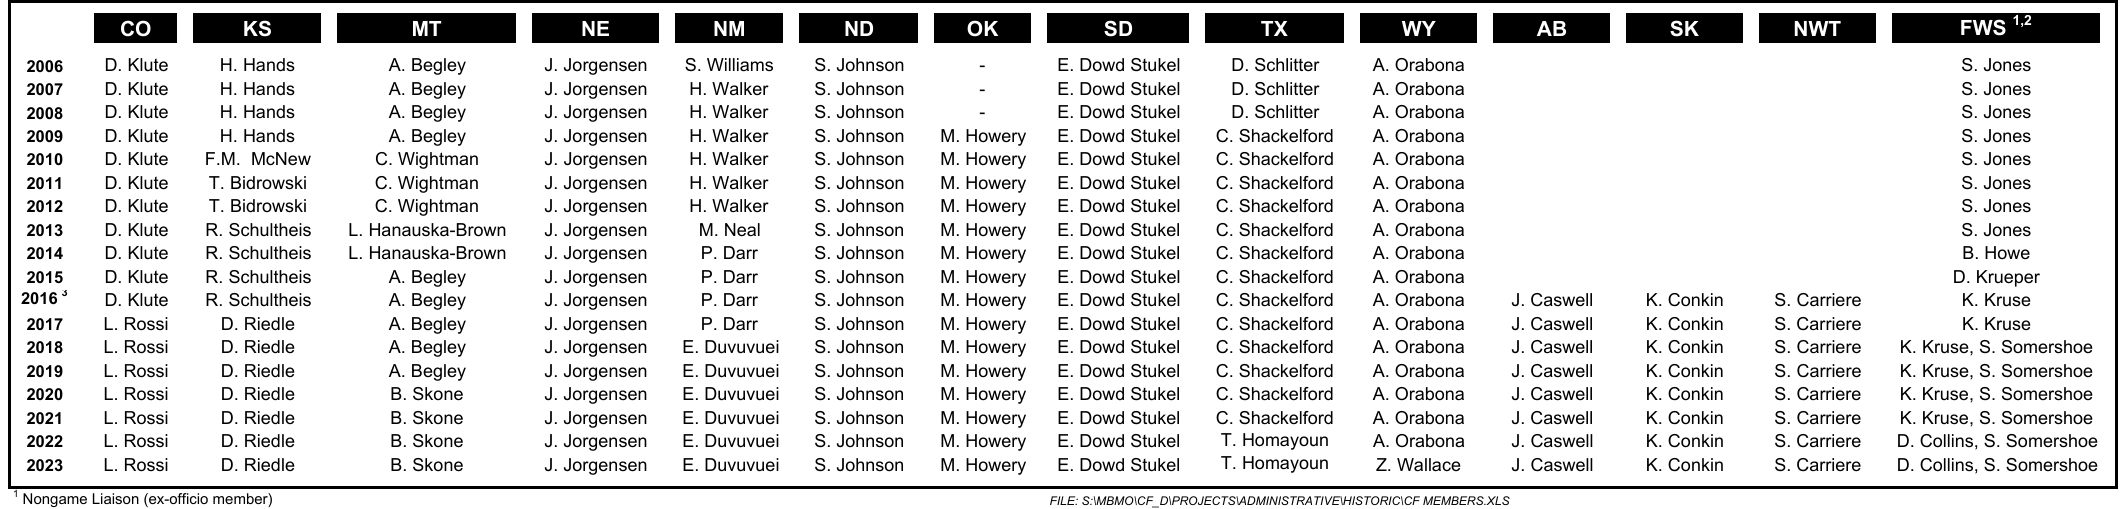 CO KS MT NE NM ND OK SD TX WY AB SK NWT FWS 1,2
2006 D. Klute H. Hands A. Begley J. Jorgensen S. Williams S. Johnson - E. Dowd Stukel D. Schlitter A. Orabona S. Jones
2007 D. Klute H. Hands A. Begley J. Jorgensen H. Walker S. Johnson - E. Dowd Stukel D. Schlitter A. Orabona S. Jones
2008 D. Klute H. Hands A. Begley J. Jorgensen H. Walker S. Johnson - E. Dowd Stukel D. Schlitter A. Orabona S. Jones
2009 D. Klute H. Hands A. Begley J. Jorgensen H. Walker S. Johnson M. Howery E. Dowd Stukel C. Shackelford A. Orabona S. Jones
2010 D. Klute F.M. McNew C. Wightman J. Jorgensen H. Walker S. Johnson M. Howery E. Dowd Stukel C. Shackelford A. Orabona S. Jones
2011 D. Klute T. Bidrowski C. Wightman J. Jorgensen H. Walker S. Johnson M. Howery E. Dowd Stukel C. Shackelford A. Orabona S. Jones
2012 D. Klute T. Bidrowski C. Wightman J. Jorgensen H. Walker S. Johnson M. Howery E. Dowd Stukel C. Shackelford A. Orabona S. Jones
2013 D. Klute R. Schultheis L. Hanauska-Brown J. Jorgensen M. Neal S. Johnson M. Howery E. Dowd Stukel C. Shackelford A. Orabona S. Jones
2014 D. Klute R. Schultheis L. Hanauska-Brown J. Jorgensen P. Darr S. Johnson M. Howery E. Dowd Stukel C. Shackelford A. Orabona B. Howe
2015 D. Klute R. Schultheis A. Begley J. Jorgensen P. Darr S. Johnson M. Howery E. Dowd Stukel C. Shackelford A. Orabona D. Krueper
2016 3 D. Klute R. Schultheis A. Begley J. Jorgensen P. Darr S. Johnson M. Howery E. Dowd Stukel C. Shackelford A. Orabona J. Caswell K. Conkin S. Carriere K. Kruse
2017 L. Rossi D. Riedle A. Begley J. Jorgensen P. Darr S. Johnson M. Howery E. Dowd Stukel C. Shackelford A. Orabona J. Caswell K. Conkin S. Carriere K. Kruse
2018 L. Rossi D. Riedle A. Begley J. Jorgensen E. Duvuvuei S. Johnson M. Howery E. Dowd Stukel C. Shackelford A. Orabona J. Caswell K. Conkin S. Carriere K. Kruse, S. Somershoe
2019 L. Rossi D. Riedle A. Begley J. Jorgensen E. Duvuvuei S. Johnson M. Howery E. Dowd Stukel C. Shackelford A. Orabona J. Caswell K. Conkin S. Carriere K. Kruse, S. Somershoe
2020 L. Rossi D. Riedle B. Skone J. Jorgensen E. Duvuvuei S. Johnson M. Howery E. Dowd Stukel C. Shackelford A. Orabona J. Caswell K. Conkin S. Carriere K. Kruse, S. Somershoe
2021 L. Rossi D. Riedle B. Skone J. Jorgensen E. Duvuvuei S. Johnson M. Howery E. Dowd Stukel C. Shackelford A. Orabona J. Caswell K. Conkin S. Carriere K. Kruse, S. Somershoe
2022 L. Rossi D. Riedle B. Skone J. Jorgensen E. Duvuvuei S. Johnson M. Howery E. Dowd Stukel T. Homayoun A. Orabona J. Caswell K. Conkin S. Carriere D. Collins, S. Somershoe
2023 L. Rossi D. Riedle B. Skone J. Jorgensen E. Duvuvuei S. Johnson M. Howery E. Dowd Stukel T. Homayoun Z. Wallace J. Caswell K. Conkin S. Carriere D. Collins, S. Somershoe
1 Nongame Liaison (ex-officio member) FILE: S:\MBMO\CF_D\PROJECTS\ADMINISTRATIVE\HISTORIC\CF MEMBERS.XLS